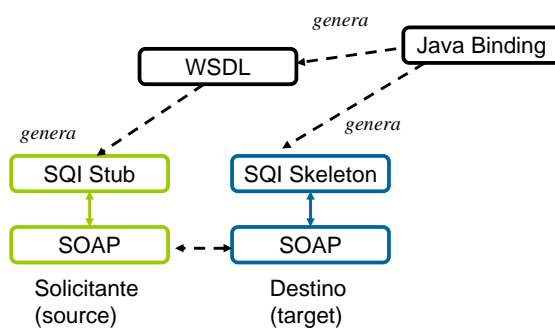 genera
Java Binding
WSDL
genera
genera
SQI Stub
SQI Skeleton
SOAP
SOAP
Solicitante
(source)
Destino
(target)